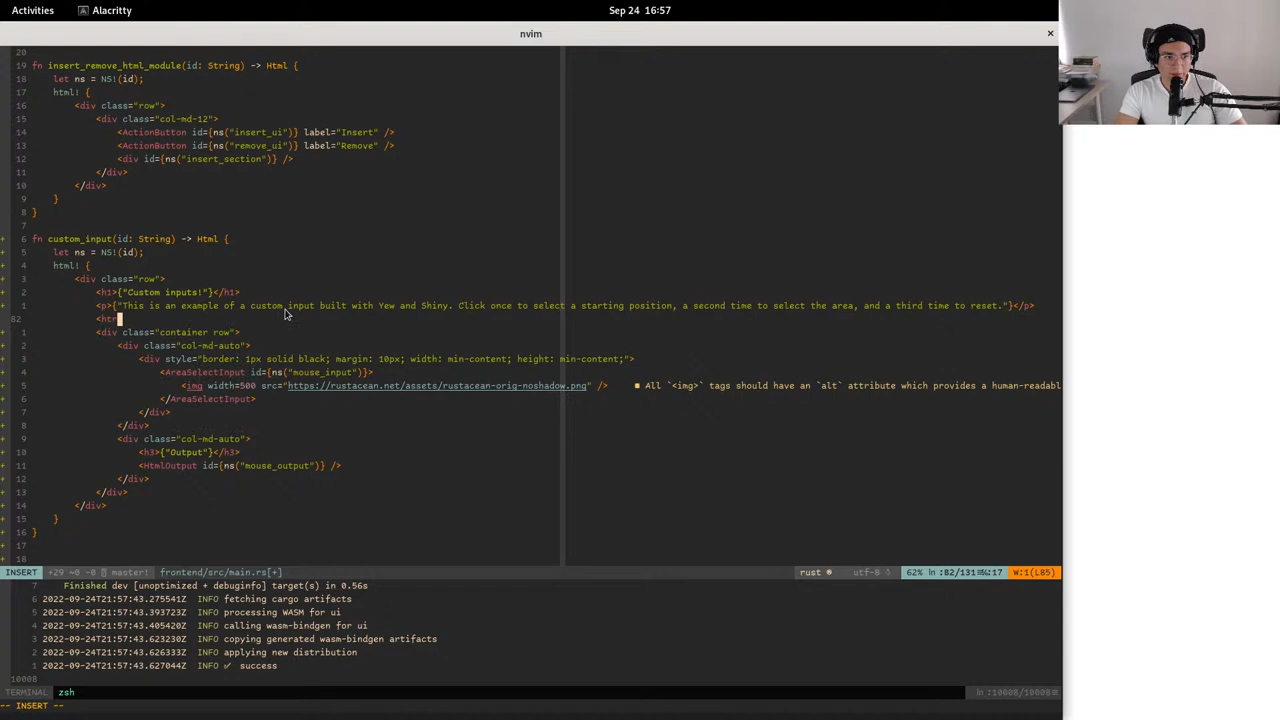 Activities Alacritty Sep 24 16:57
nvim ×
20
19 fn insert_remove_html_module(id: String) -> Html {
18 let ns = NS!(id);
17 html! {
16 <div class="row">
15 <div class="col-md-12">
14 <ActionButton id={ns("insert_ui")} label="Insert" />
13 <ActionButton id={ns("remove_ui")} label="Remove" />
12 <div id={ns("insert_section")} />
11 </div>
10 </div>
9 }
8 }
7
+ 6 fn custom_input(id: String) -> Html {
+ 5 let ns = NS!(id);
+ 4 html! {
+ 3 <div class="row">
+ 2 <h1>{"Custom inputs!"}</h1>
+ 1 <p>{"This is an example of a custom input built with Yew and Shiny. Click once to select a starting position, a second time to select the area, and a third time to reset."}</p>
82 <htr
+ 1 <div class="container row">
+ 2 <div class="col-md-auto">
+ 3 <div style="border: 1px solid black; margin: 10px; width: min-content; height: min-content;">
+ 4 <AreaSelectInput id={ns("mouse_input")}>
+ 5 <img width=500 src="https://rustacean.net/assets/rustacean-orig-noshadow.png" /> ■ All `<img>` tags should have an `alt` attribute which provides a human-readabl
+ 6 </AreaSelectInput>
+ 7 </div>
+ 8 </div>
+ 9 <div class="col-md-auto">
+ 10 <h3>{"Output"}</h3>
+ 11 <HtmlOutput id={ns("mouse_output")} />
+ 12 </div>
+ 13 </div>
+ 14 </div>
+ 15 }
+ 16 }
+ 17
+ 18
INSERT +29 ~0 -0 master! frontend/src/main.rs[+] rust utf-8 62% ln :82/131 :17 W:1(L85)
7 Finished dev [unoptimized + debuginfo] target(s) in 0.56s
6 2022-09-24T21:57:43.275541Z INFO fetching cargo artifacts
5 2022-09-24T21:57:43.393723Z INFO processing WASM for ui
4 2022-09-24T21:57:43.405420Z INFO calling wasm-bindgen for ui
3 2022-09-24T21:57:43.623230Z INFO copying generated wasm-bindgen artifacts
2 2022-09-24T21:57:43.626333Z INFO applying new distribution
1 2022-09-24T21:57:43.627044Z INFO ✓ success
10008
TERMINAL zsh ln :10008/10008
-- INSERT --